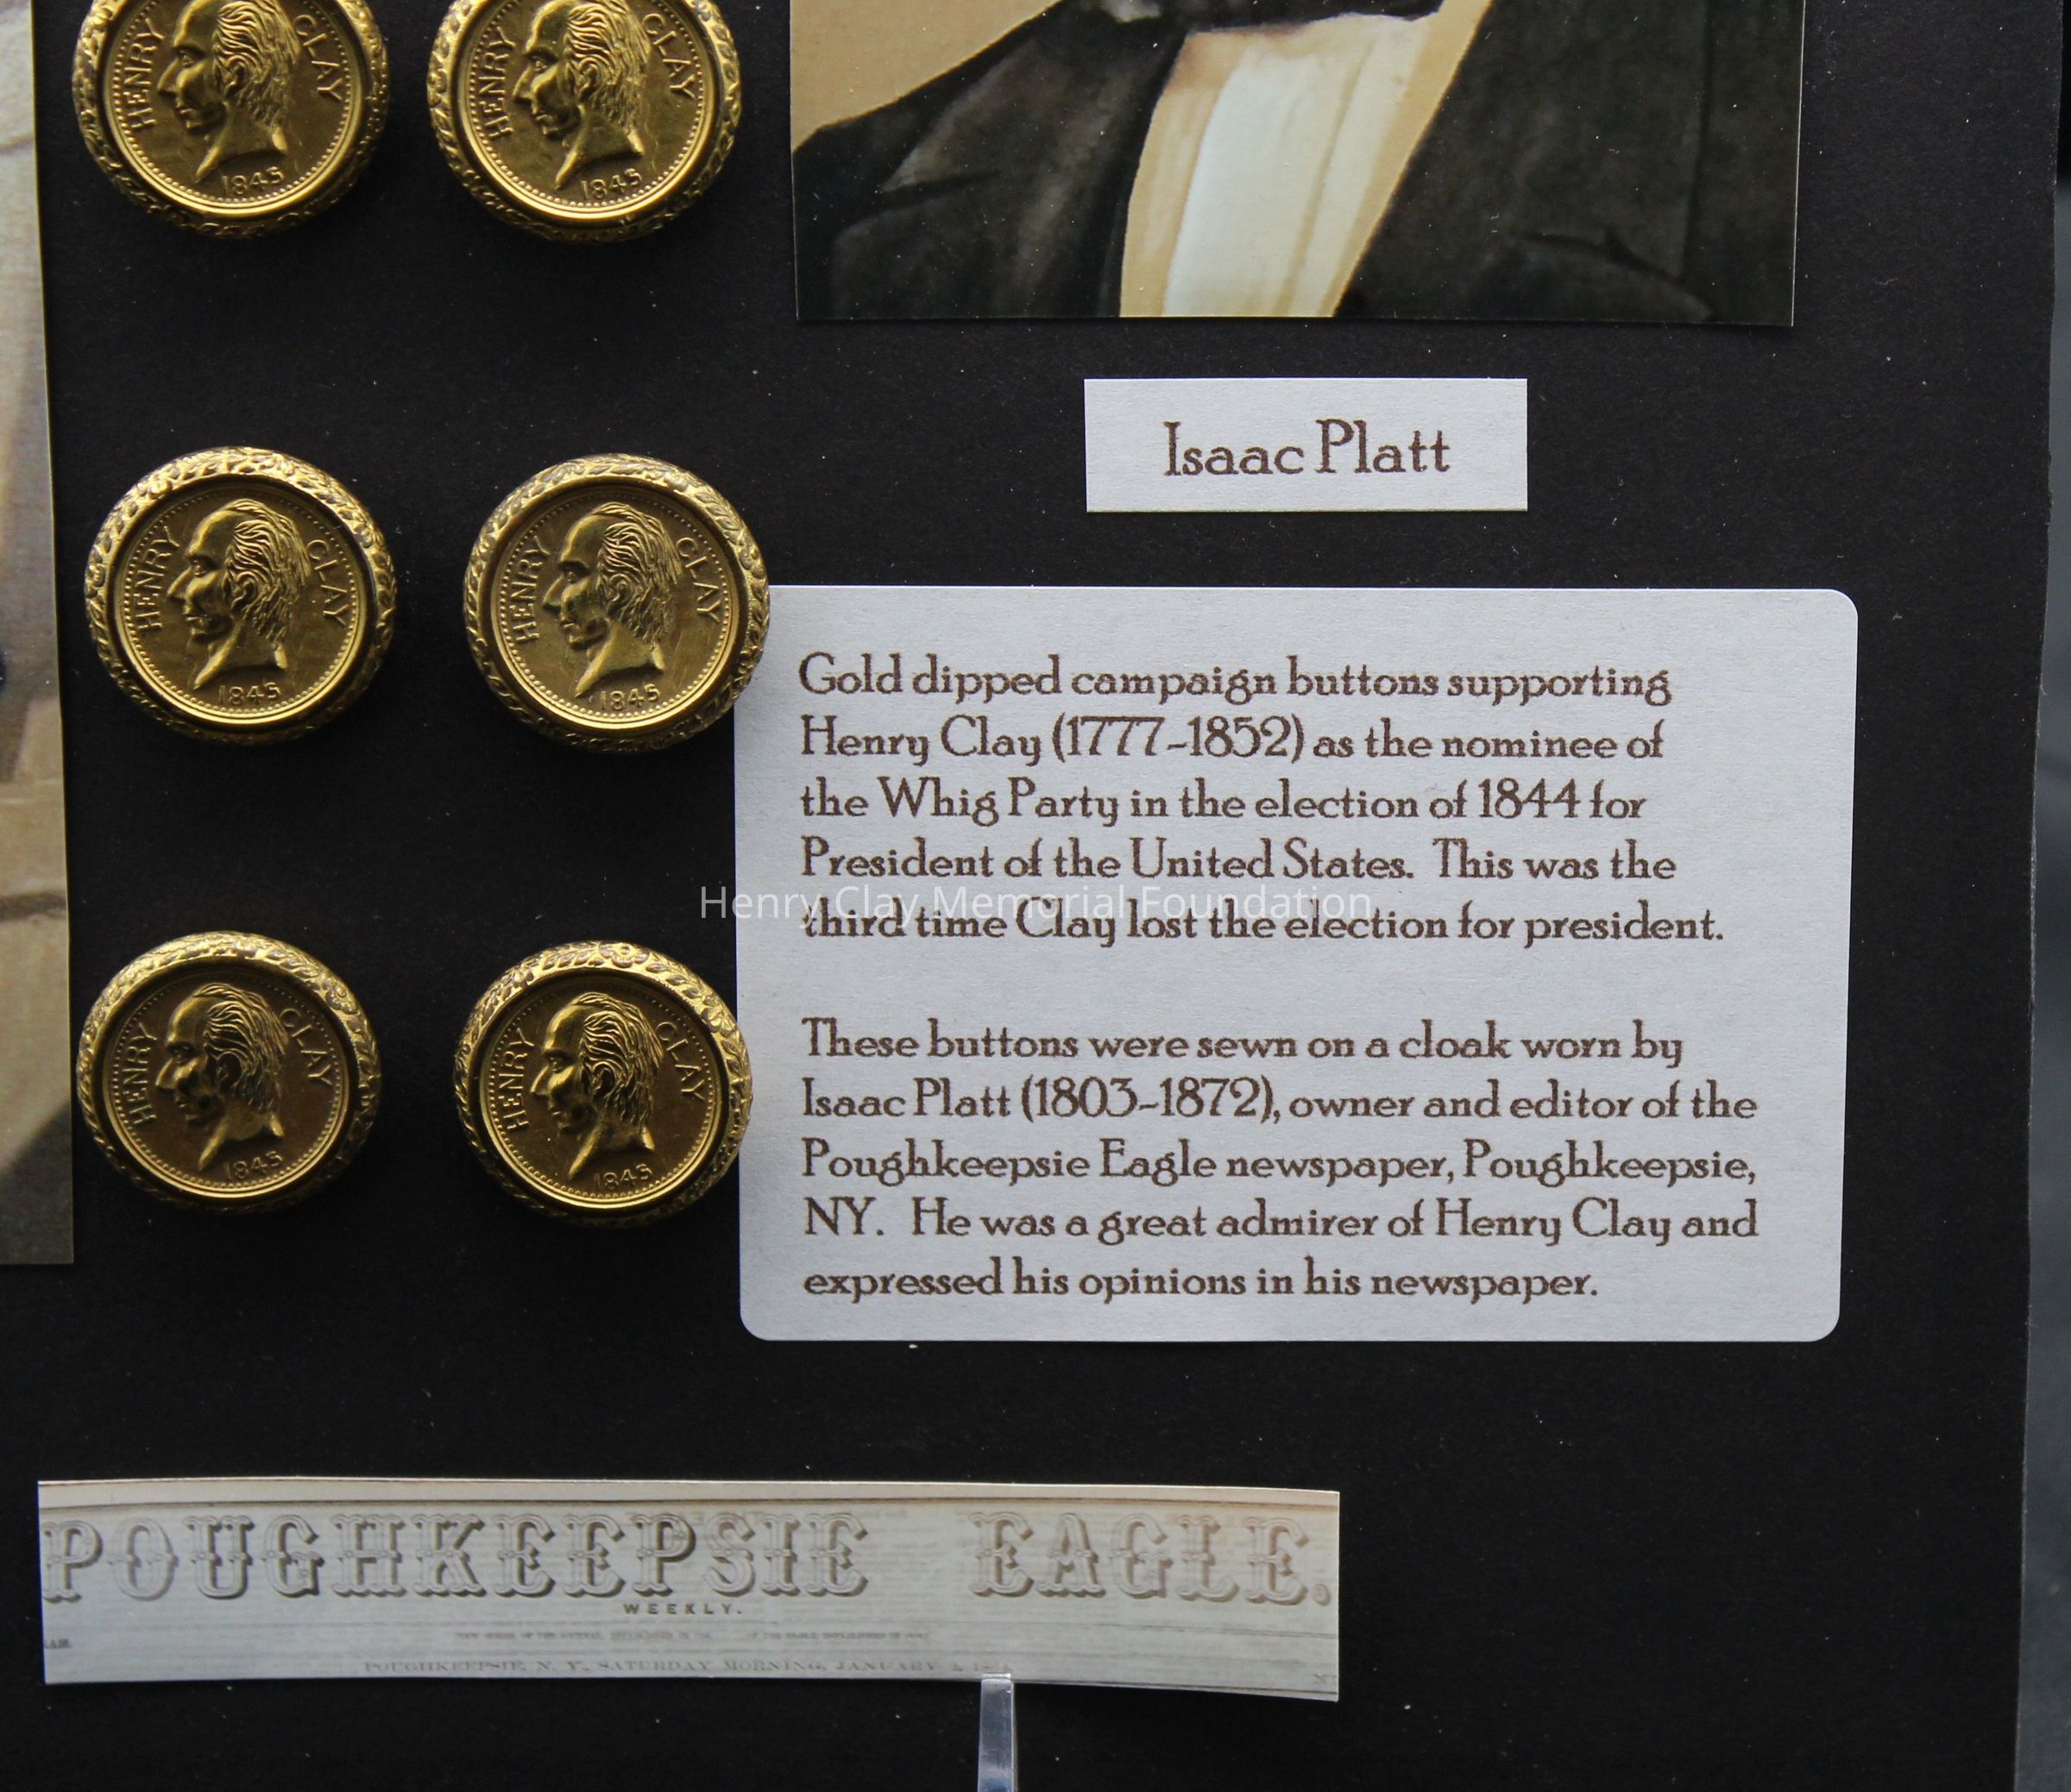 HENRY CLAY
1845
HENRY CLAY
1845
Isaac Platt
HENRY CLAY
1845
HENRY CLAY
1845
Gold dipped campaign buttons supporting
Henry Clay (1777-1852) as the nominee of
the Whig Party in the election of 1844 for
President of the United States. This was the
third time Clay lost the election for president.
Henry Clay Memorial Foundation
These buttons were sewn on a cloak worn by
Isaac Platt (1803-1872), owner and editor of the
Poughkeepsie Eagle newspaper, Poughkeepsie,
NY. He was a great admirer of Henry Clay and
expressed his opinions in his newspaper.
HENRY CLAY
1845
HENRY CLAY
1845
POUGHKEEPSIE EAGLE.
WEEKLY.
POUGHKEEPSIE, N. Y., SATURDAY MORNING, JANUARY